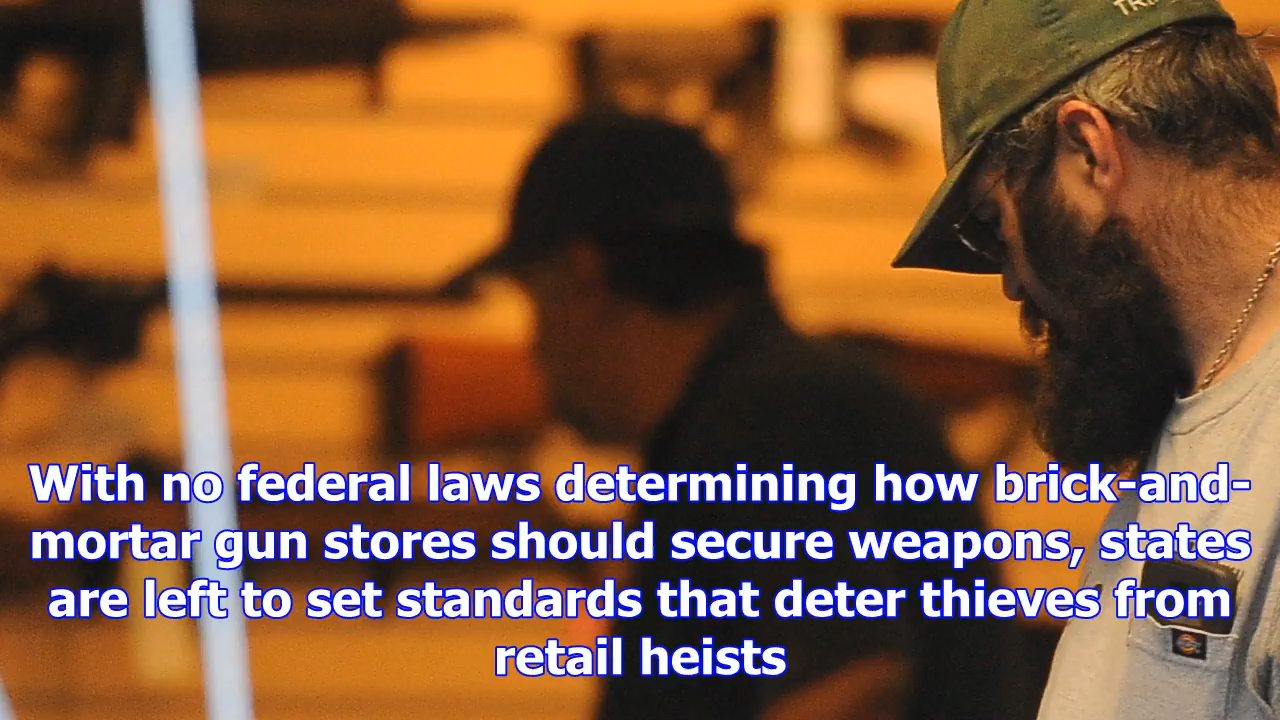 With no federal laws determining how brick-and-
mortar gun stores should secure weapons, states
are left to set standards that deter thieves from
retail heists